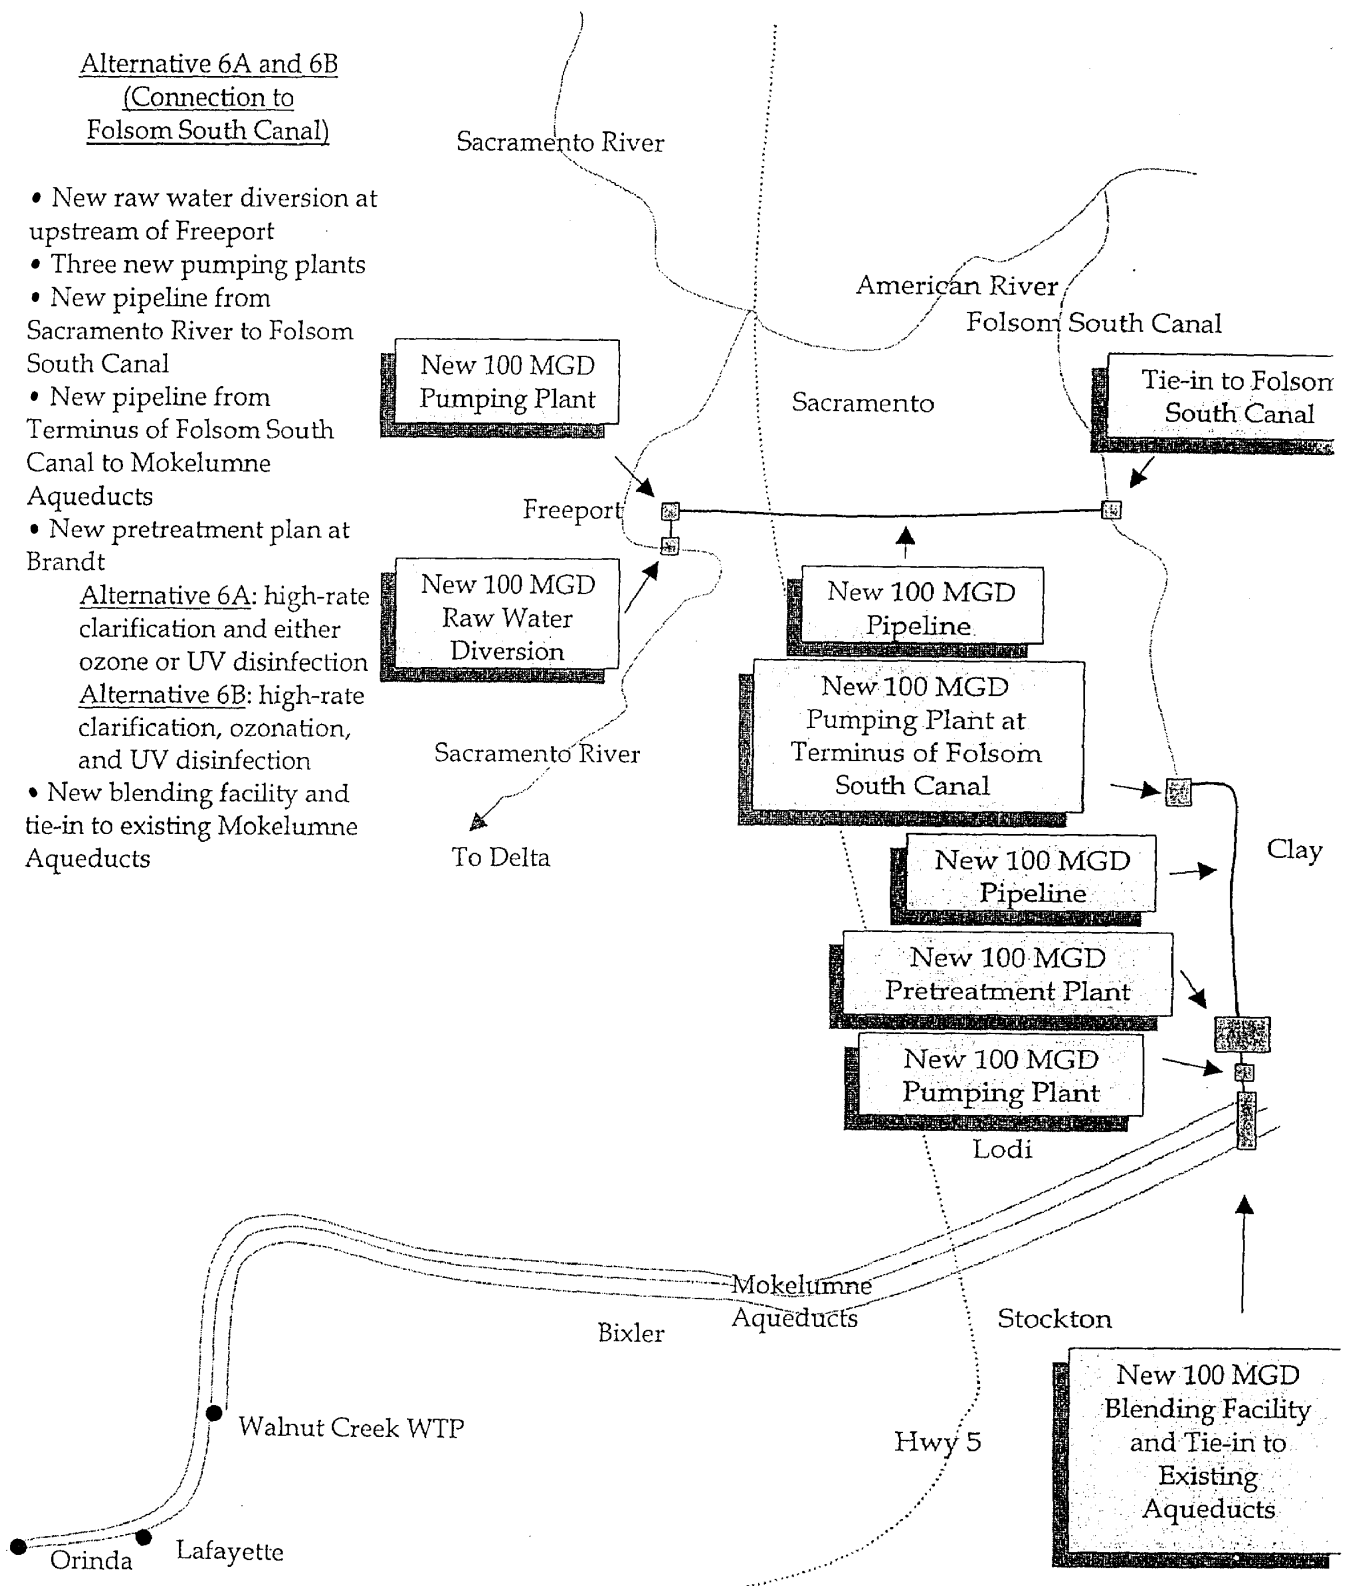 Alternative 6A and 6B
(Connection to
Folsom South Canal)
• New raw water diversion at
upstream of Freeport
• Three new pumping plants
• New pipeline from
Sacramento River to Folsom
South Canal
• New pipeline from
Terminus of Folsom South
Canal to Mokelumne
Aqueducts
• New pretreatment plan at
Brandt
Alternative 6A: high-rate
clarification and either
ozone or UV disinfection
Alternative 6B: high-rate
clarification, ozonation,
and UV disinfection
• New blending facility and
tie-in to existing Mokelumne
Aqueducts
Sacramento River
American River
Folsom South Canal
New 100 MGD
Pumping Plant
Sacramento
Tie-in to Folsom
South Canal
Freeport
New 100 MGD
Raw Water
Diversion
New 100 MGD
Pipeline
New 100 MGD
Pumping Plant at
Terminus of Folsom
South Canal
Sacramento River
To Delta
Clay
New 100 MGD
Pipeline
New 100 MGD
Pretreatment Plant
New 100 MGD
Pumping Plant
Lodi
Mokelumne
Aqueducts
Bixler
Stockton
New 100 MGD
Blending Facility
and Tie-in to
Existing
Aqueducts
Walnut Creek WTP
Hwy 5
Orinda
Lafayette